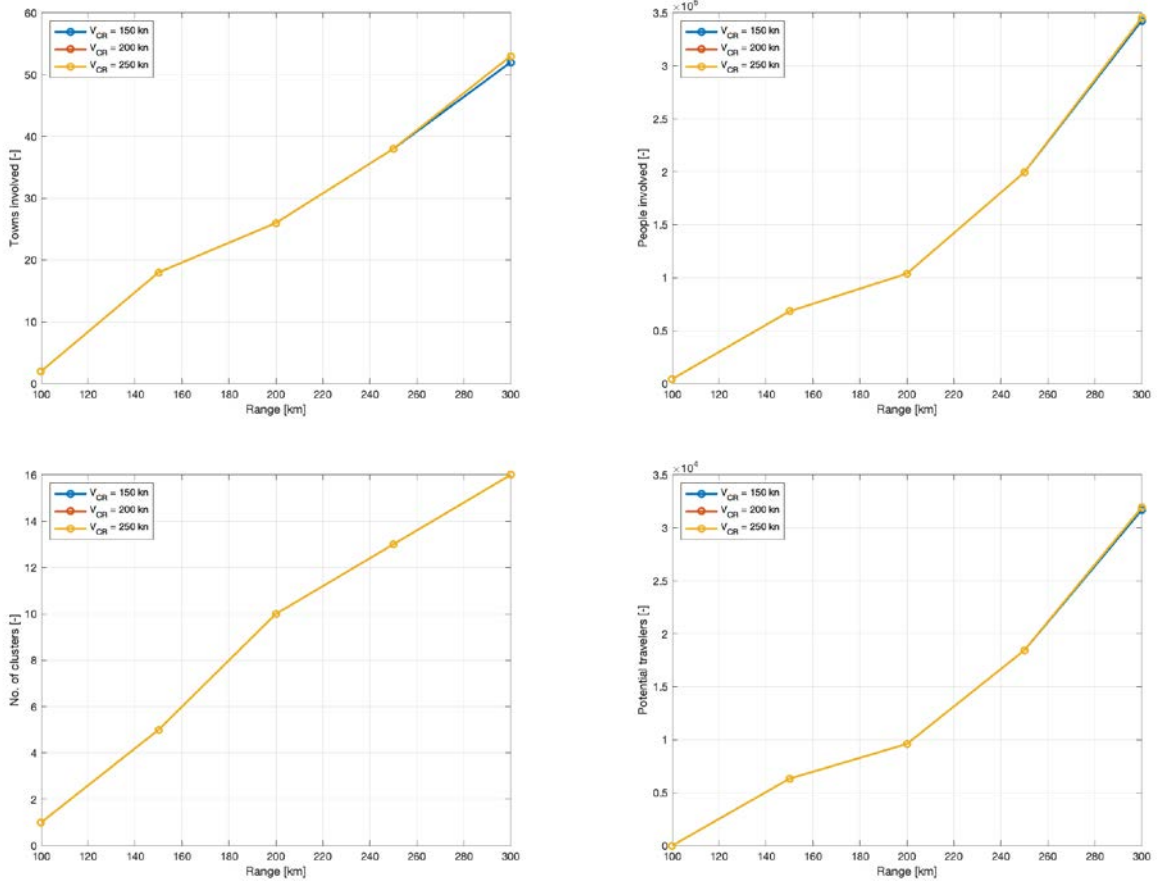 60
50
40
30
20
10
0
Towns involved [-]
V_CR = 150 kn
V_CR = 200 kn
V_CR = 250 kn
100 120 140 160 180 200 220 240 260 280 300
Range [km]
×10⁶
3.5
3
2.5
2
1.5
1
0.5
0
People involved [-]
V_CR = 150 kn
V_CR = 200 kn
V_CR = 250 kn
100 120 140 160 180 200 220 240 260 280 300
Range [km]
16
14
12
10
8
6
4
2
0
No. of clusters [-]
V_CR = 150 kn
V_CR = 200 kn
V_CR = 250 kn
100 120 140 160 180 200 220 240 260 280 300
Range [km]
×10⁴
3.5
3
2.5
2
1.5
1
0.5
0
Potential travelers [-]
V_CR = 150 kn
V_CR = 200 kn
V_CR = 250 kn
100 120 140 160 180 200 220 240 260 280 300
Range [km]